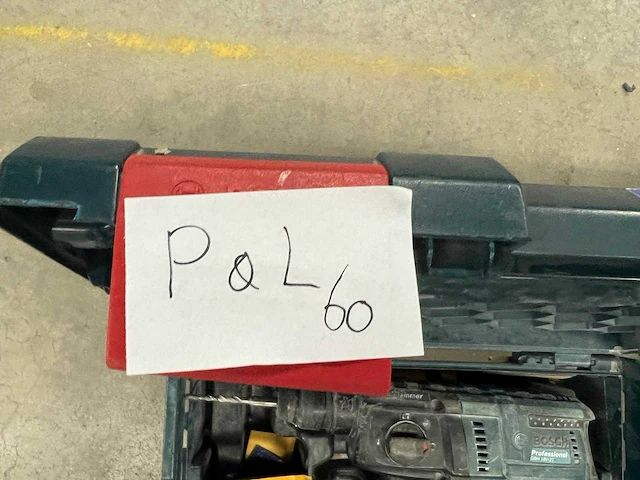 P & L
60
BOSCH
Professional